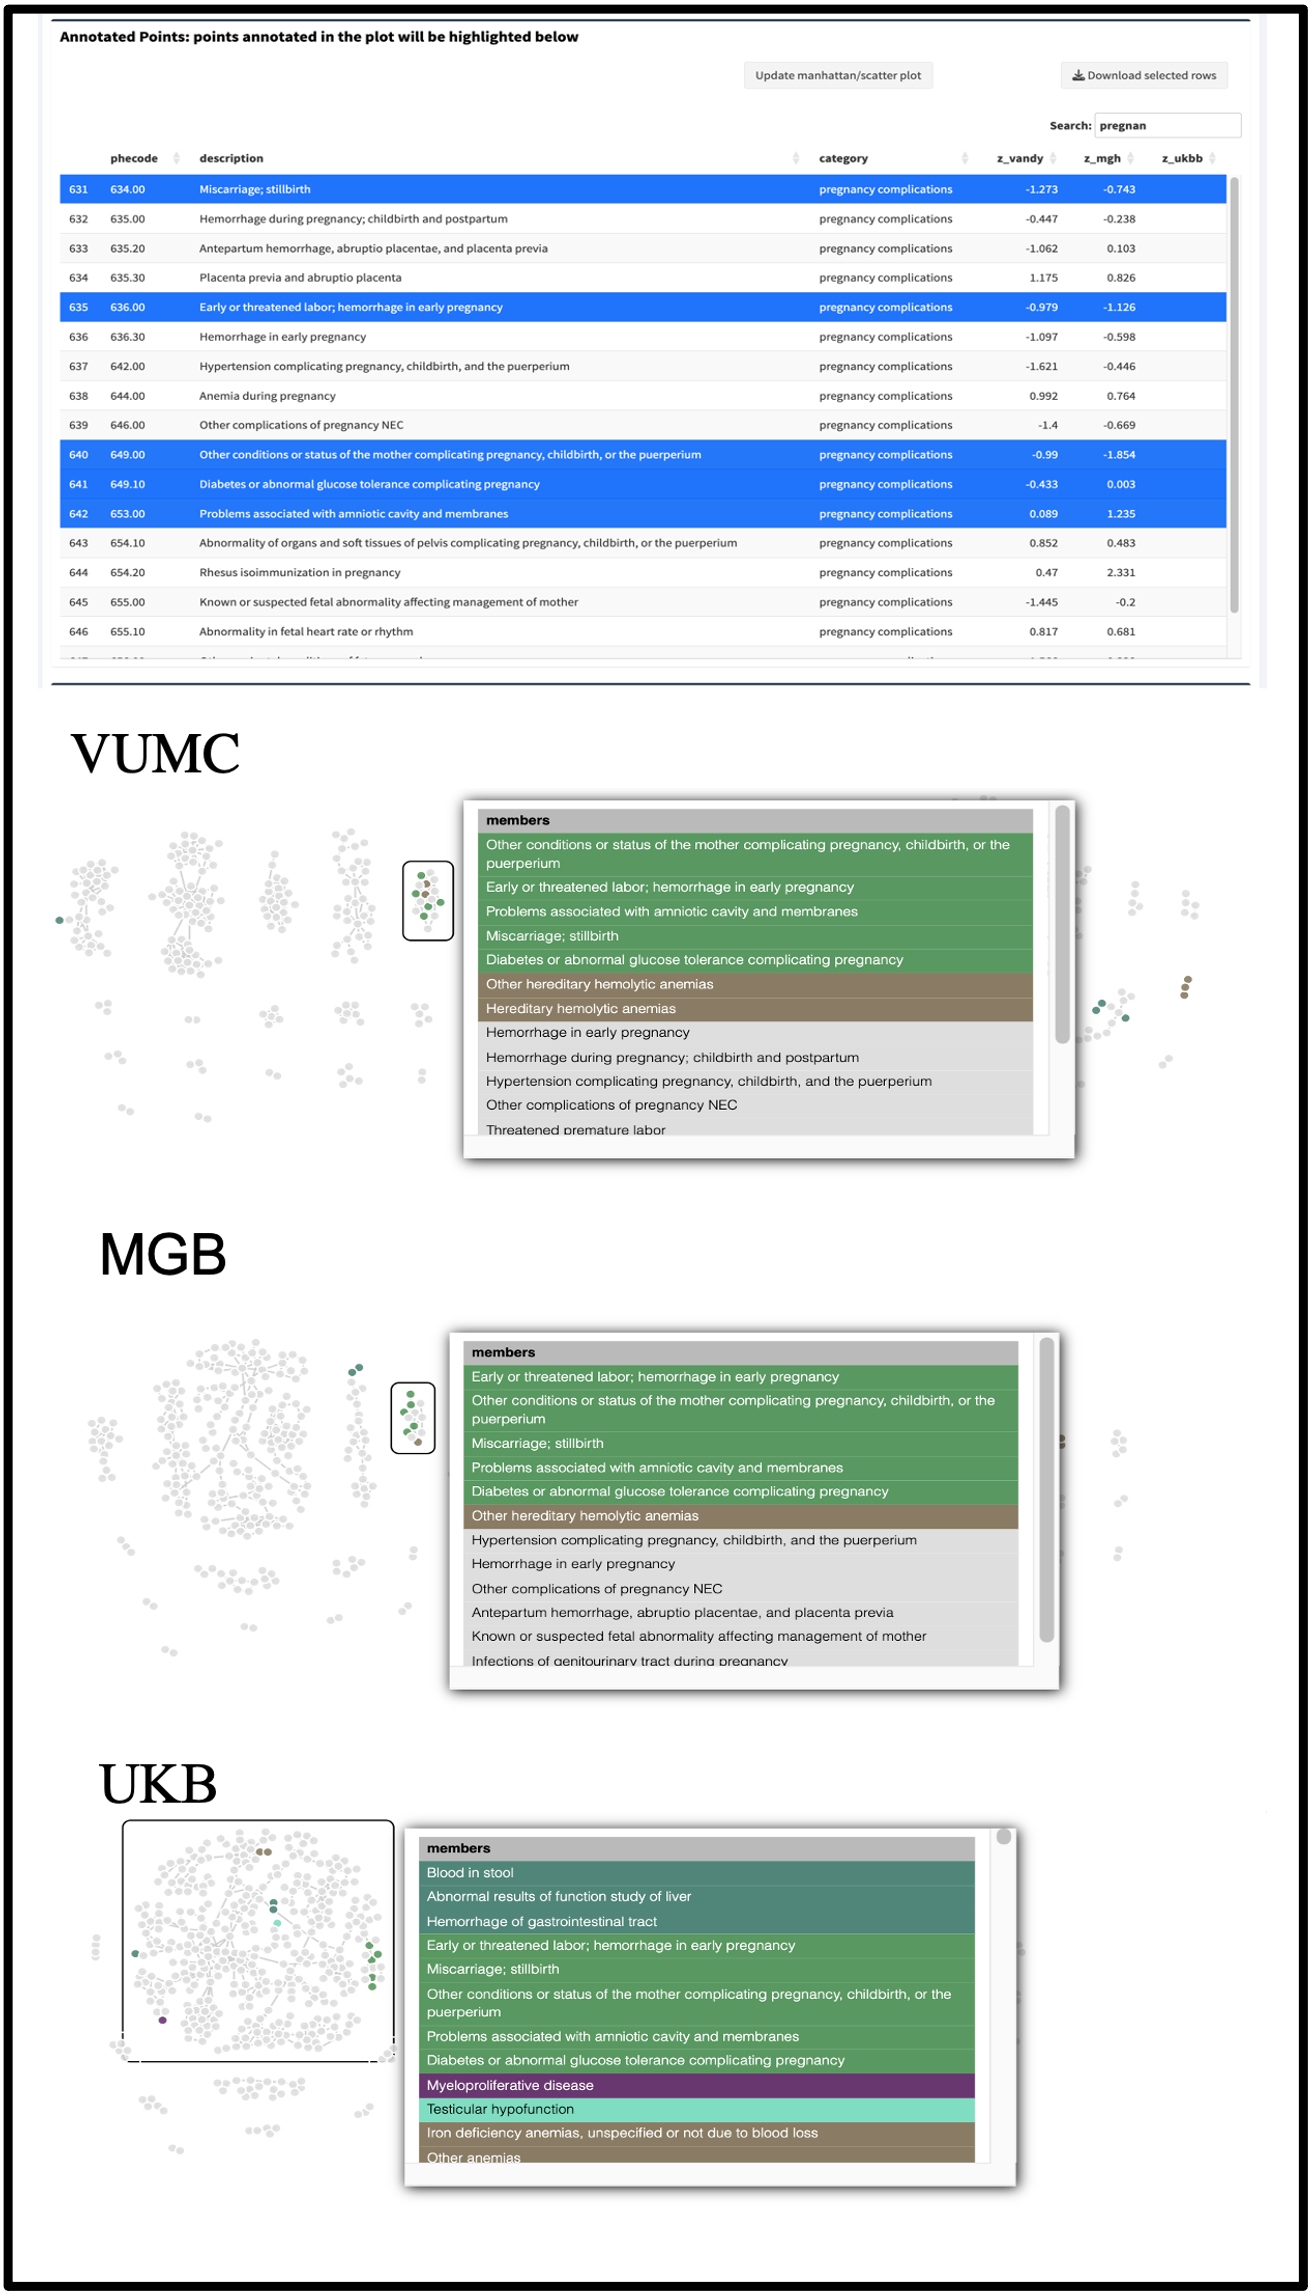 Annotated Points: points annotated in the plot will be highlighted below
Update manhattan/scatter plot
Download selected rows
Search: pregnan
phecode description category z_vandy z_mgh z_ukbb
631 634.00 Miscarriage; stillbirth pregnancy complications -1.273 -0.743
632 635.00 Hemorrhage during pregnancy; childbirth and postpartum pregnancy complications -0.447 -0.238
633 635.20 Antepartum hemorrhage, abruptio placentae, and placenta previa pregnancy complications -1.062 0.103
634 635.30 Placenta previa and abruptio placenta pregnancy complications 1.175 0.826
635 636.00 Early or threatened labor; hemorrhage in early pregnancy pregnancy complications -0.979 -1.126
636 636.30 Hemorrhage in early pregnancy pregnancy complications -1.097 -0.598
637 642.00 Hypertension complicating pregnancy, childbirth, and the puerperium pregnancy complications -1.621 -0.446
638 644.00 Anemia during pregnancy pregnancy complications 0.992 0.764
639 646.00 Other complications of pregnancy NEC pregnancy complications -1.4 -0.669
640 649.00 Other conditions or status of the mother complicating pregnancy, childbirth, or the puerperium pregnancy complications -0.99 -1.854
641 649.10 Diabetes or abnormal glucose tolerance complicating pregnancy pregnancy complications -0.433 0.003
642 653.00 Problems associated with amniotic cavity and membranes pregnancy complications 0.089 1.235
643 654.10 Abnormality of organs and soft tissues of pelvis complicating pregnancy, childbirth, or the puerperium pregnancy complications 0.852 0.483
644 654.20 Rhesus isoimmunization in pregnancy pregnancy complications 0.47 2.331
645 655.00 Known or suspected fetal abnormality affecting management of mother pregnancy complications -1.445 -0.2
646 655.10 Abnormality in fetal heart rate or rhythm pregnancy complications 0.817 0.681
VUMC
members
Other conditions or status of the mother complicating pregnancy, childbirth, or the
puerperium
Early or threatened labor; hemorrhage in early pregnancy
Problems associated with amniotic cavity and membranes
Miscarriage; stillbirth
Diabetes or abnormal glucose tolerance complicating pregnancy
Other hereditary hemolytic anemias
Hereditary hemolytic anemias
Hemorrhage in early pregnancy
Hemorrhage during pregnancy; childbirth and postpartum
Hypertension complicating pregnancy, childbirth, and the puerperium
Other complications of pregnancy NEC
Threatened premature labor
MGB
members
Early or threatened labor; hemorrhage in early pregnancy
Other conditions or status of the mother complicating pregnancy, childbirth, or the
puerperium
Miscarriage; stillbirth
Problems associated with amniotic cavity and membranes
Diabetes or abnormal glucose tolerance complicating pregnancy
Other hereditary hemolytic anemias
Hypertension complicating pregnancy, childbirth, and the puerperium
Hemorrhage in early pregnancy
Other complications of pregnancy NEC
Antepartum hemorrhage, abruptio placentae, and placenta previa
Known or suspected fetal abnormality affecting management of mother
Infections of genitourinary tract during pregnancy
UKB
members
Blood in stool
Abnormal results of function study of liver
Hemorrhage of gastrointestinal tract
Early or threatened labor; hemorrhage in early pregnancy
Miscarriage; stillbirth
Other conditions or status of the mother complicating pregnancy, childbirth, or the
puerperium
Problems associated with amniotic cavity and membranes
Diabetes or abnormal glucose tolerance complicating pregnancy
Myeloproliferative disease
Testicular hypofunction
Iron deficiency anemias, unspecified or not due to blood loss
Other anemias